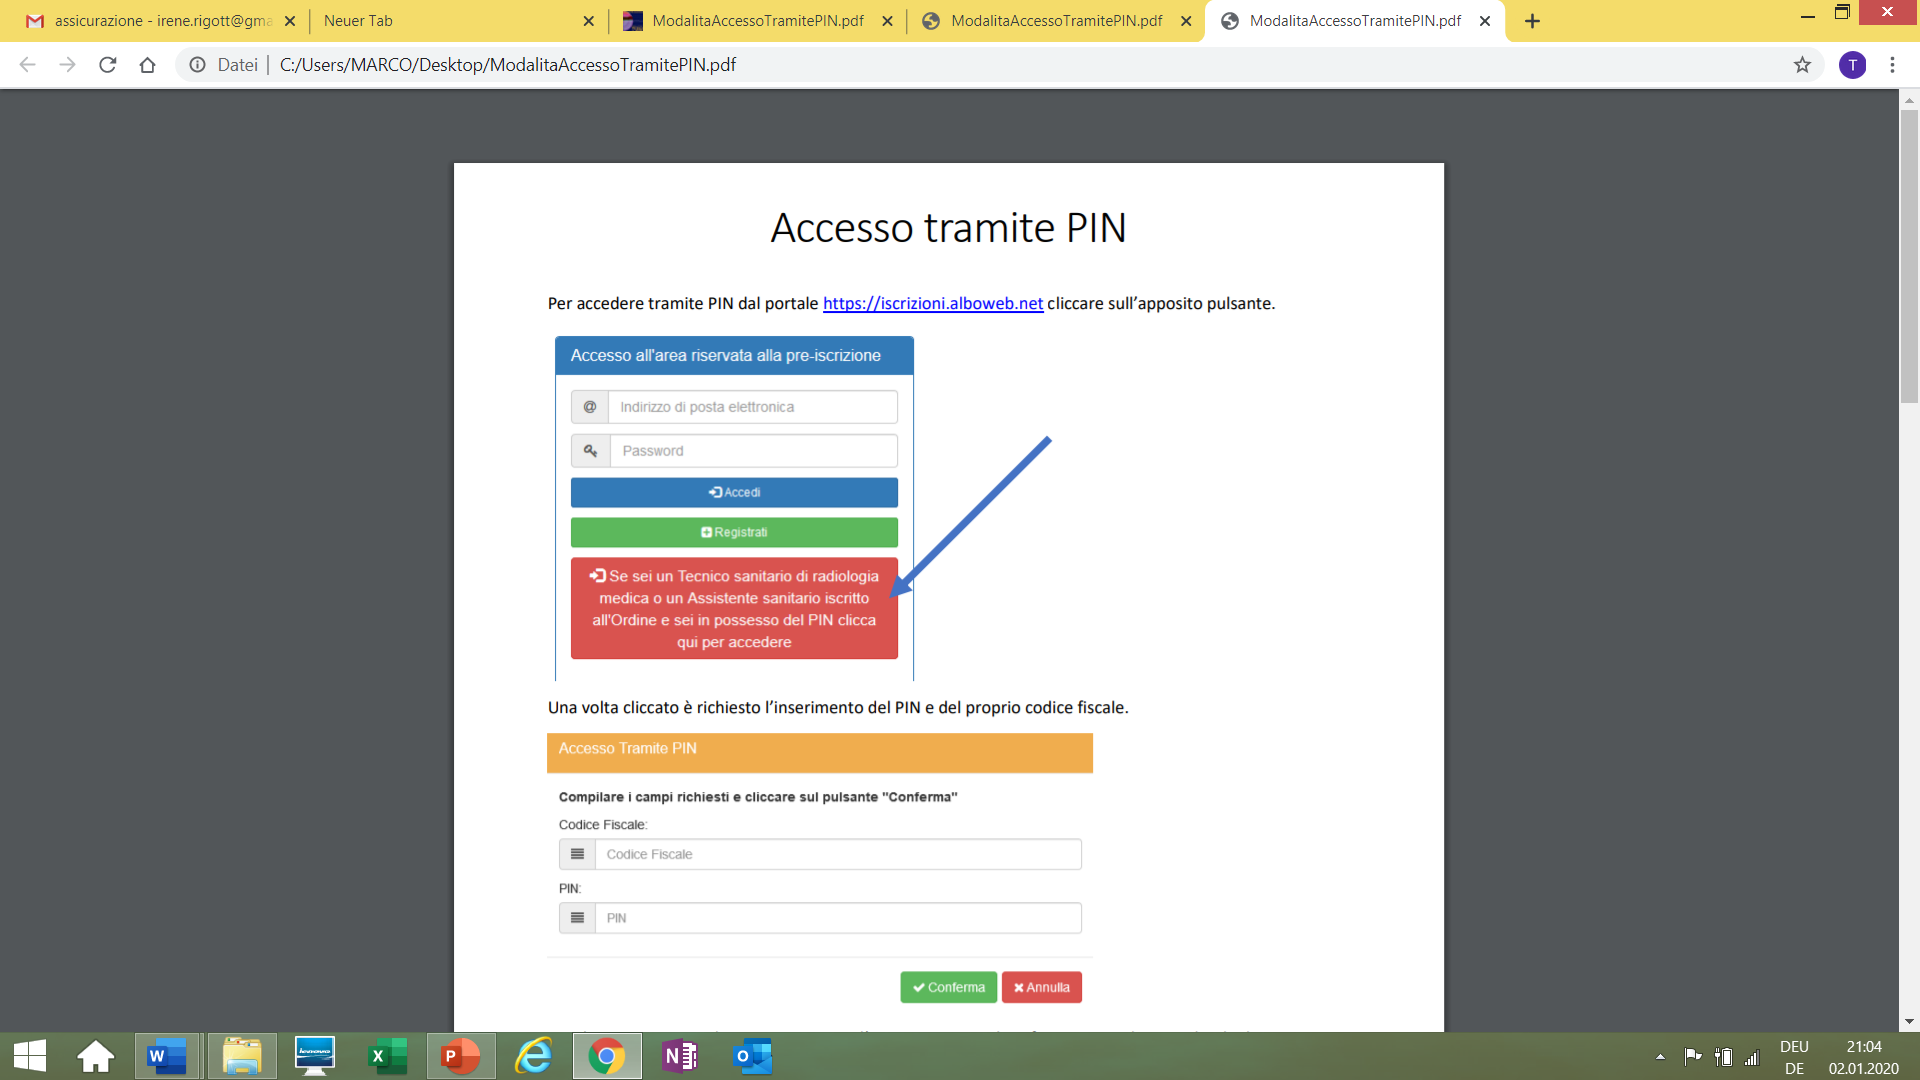 assicurazione - irene.rigott@gma
Neuer Tab
ModalitaAccessoTramitePIN.pdf
ModalitaAccessoTramitePIN.pdf
ModalitaAccessoTramitePIN.pdf
Datei | C:/Users/MARCO/Desktop/ModalitaAccessoTramitePIN.pdf
T
Accesso tramite PIN
Per accedere tramite PIN dal portale https://iscrizioni.alboweb.net cliccare sull’apposito pulsante.
Accesso all'area riservata alla pre-iscrizione
@ Indirizzo di posta elettronica
Password
Accedi
Registrati
Se sei un Tecnico sanitario di radiologia
medica o un Assistente sanitario iscritto
all'Ordine e sei in possesso del PIN clicca
qui per accedere
Una volta cliccato è richiesto l’inserimento del PIN e del proprio codice fiscale.
Accesso Tramite PIN
Compilare i campi richiesti e cliccare sul pulsante "Conferma"
Codice Fiscale:
Codice Fiscale
PIN:
PIN
Conferma
Annulla
DEU 21:04
DE 02.01.2020